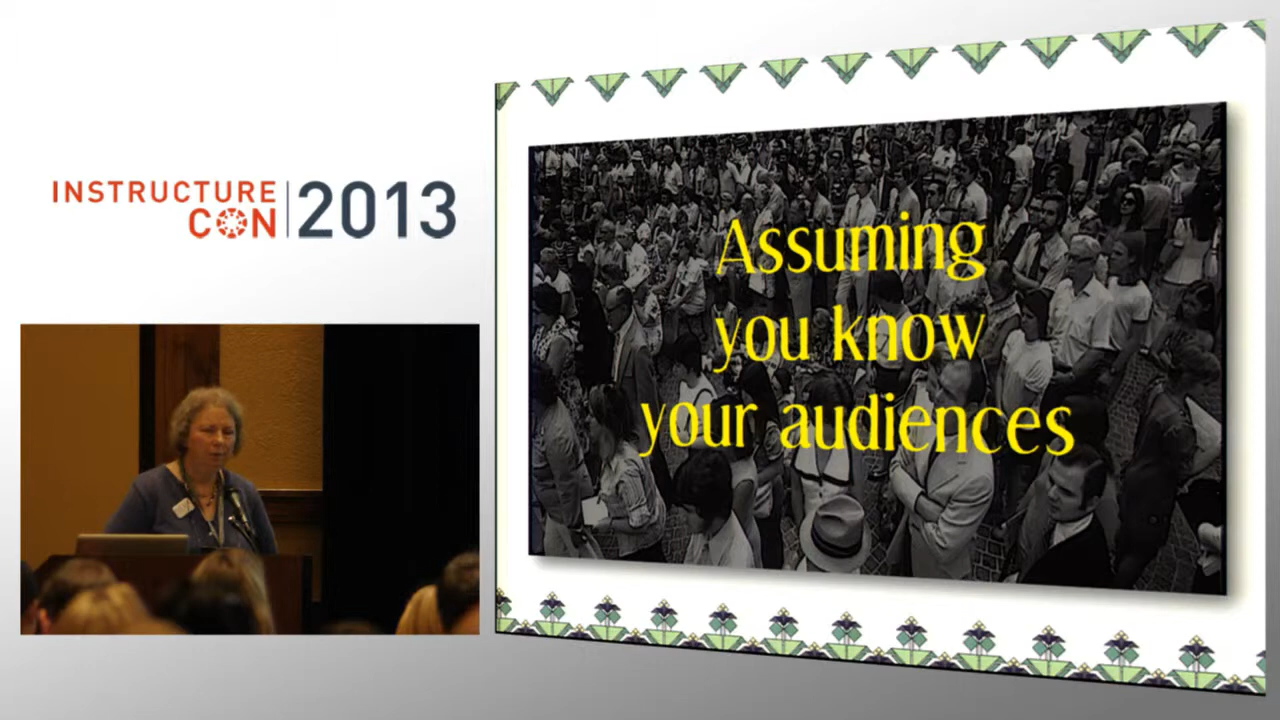 INSTRUCTURE
CON 2013
Assuming
you know
your audiences